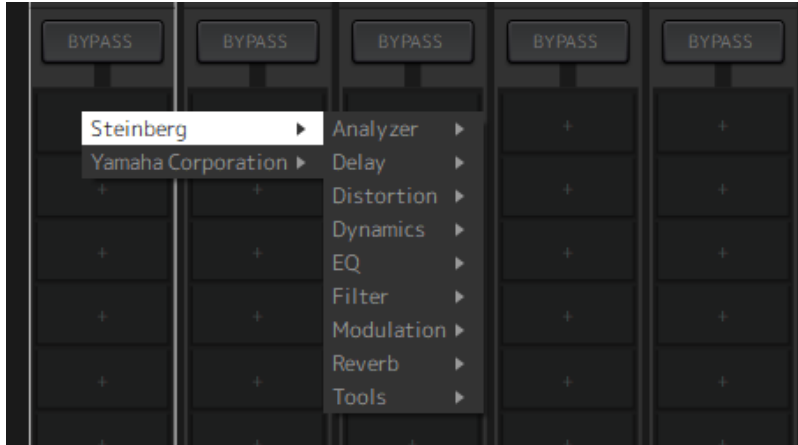 BYPASS BYPASS BYPASS BYPASS BYPASS
Steinberg
Yamaha Corporation
Analyzer
Delay
Distortion
Dynamics
EQ
Filter
Modulation
Reverb
Tools